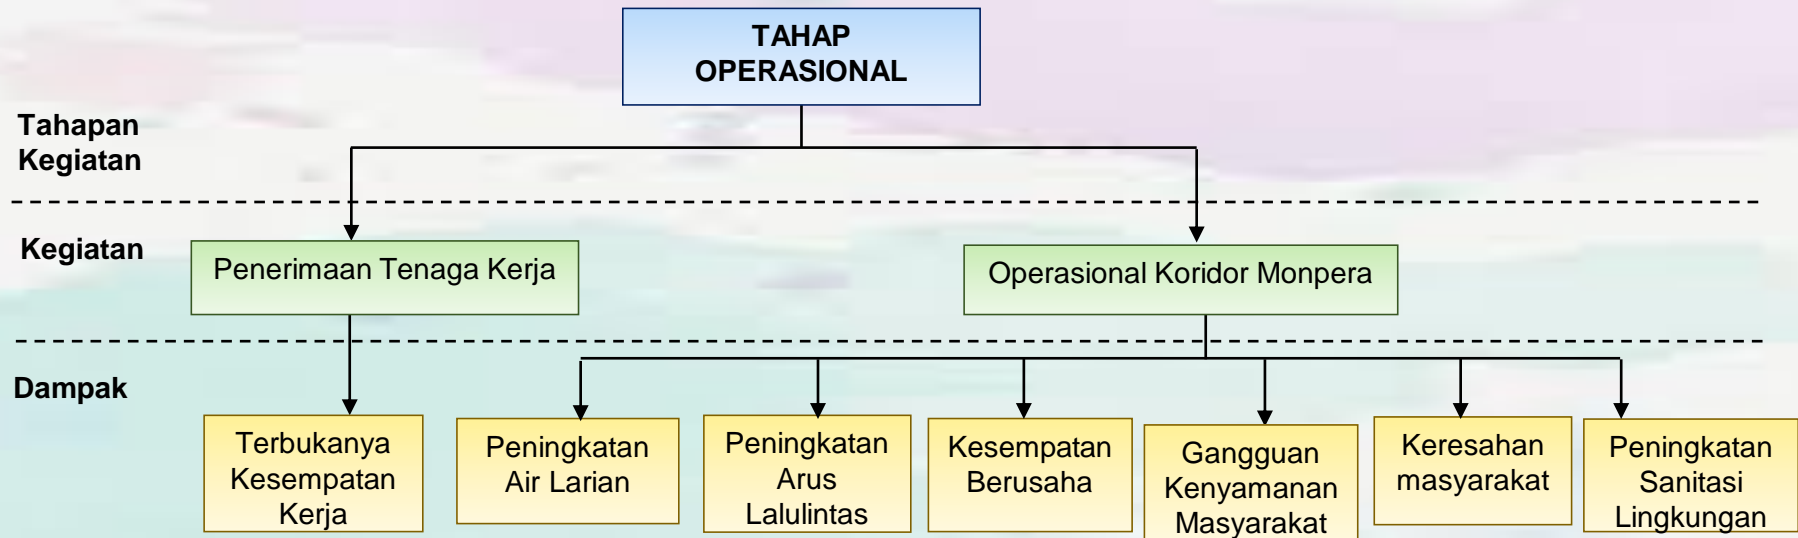 TAHAP
OPERASIONAL
Tahapan
Kegiatan
Kegiatan
Penerimaan Tenaga Kerja
Operasional Koridor Monpera
Dampak
Terbukanya
Kesempatan
Kerja
Peningkatan
Air Larian
Peningkatan
Arus
Lalulintas
Kesempatan
Berusaha
Gangguan
Kenyamanan
Masyarakat
Keresahan
masyarakat
Peningkatan
Sanitasi
Lingkungan